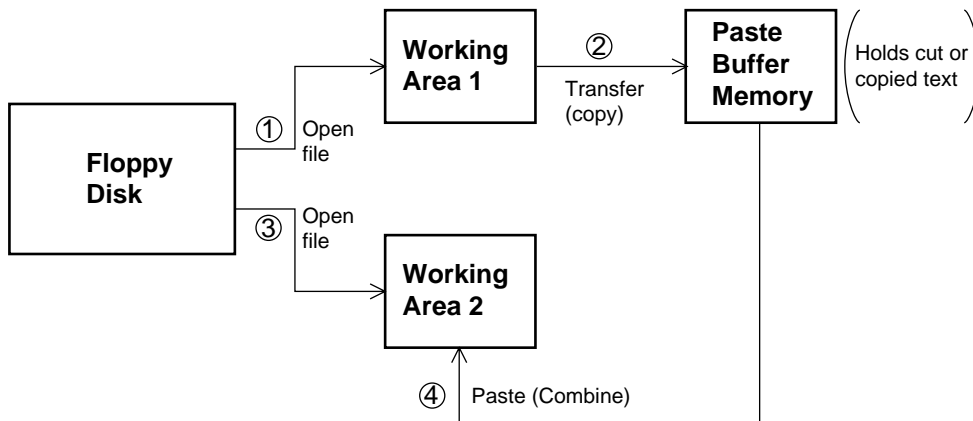 Floppy
Disk
①
Open
file
Working
Area 1
②
Transfer
(copy)
Paste
Buffer
Memory
Holds cut or
copied text
③
Open
file
Working
Area 2
④
Paste (Combine)